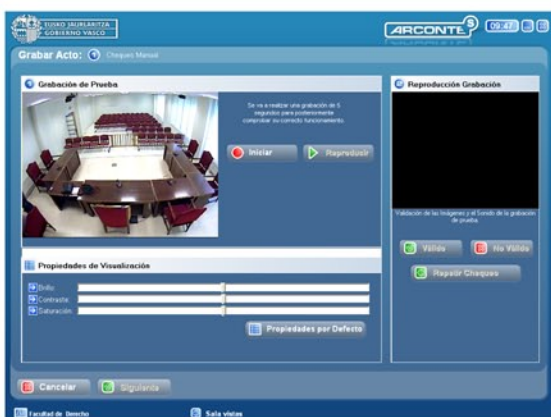 EUSKO JAURLARITZA
GOBIERNO VASCO
ARCONTE S
09:47
Grabar Acto: Chequeo Manual
Grabación de Prueba
Se va a realizar una grabación de 5
segundos para posteriormente
comprobar su correcto funcionamiento.
Iniciar
Reproducir
Reproducción Grabación
Validación de las Imágenes y el Sonido de la grabación
de prueba.
Válido
No Válido
Repetir Chequeo
Propiedades de Visualización
Brillo:
Contraste:
Saturación:
Propiedades por Defecto
Cancelar
Siguiente
Facultad de Derecho
Sala vistas